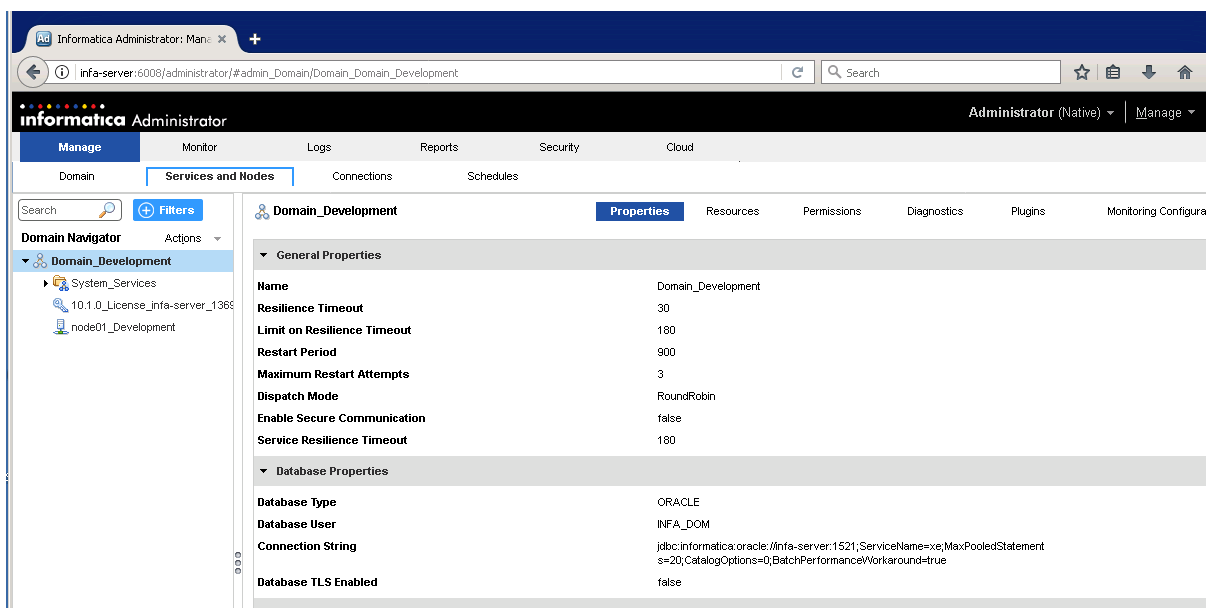 Ad Informatica Administrator: Mana ×
infa-server:6008/administrator/#admin_Domain/Domain_Domain_Development
Search
informatica Administrator
Administrator (Native) Manage
Manage Monitor Logs Reports Security Cloud
Domain Services and Nodes Connections Schedules
Search Filters
Domain_Development Properties Resources Permissions Diagnostics Plugins Monitoring Configura
Domain Navigator Actions
Domain_Development
System_Services
10.1.0_License_infa-server_1369
node01_Development
General Properties
Name Domain_Development
Resilience Timeout 30
Limit on Resilience Timeout 180
Restart Period 900
Maximum Restart Attempts 3
Dispatch Mode RoundRobin
Enable Secure Communication false
Service Resilience Timeout 180
Database Properties
Database Type ORACLE
Database User INFA_DOM
Connection String jdbc:informatica:oracle://infa-server:1521;ServiceName=xe;MaxPooledStatement
s=20;CatalogOptions=0;BatchPerformanceWorkaround=true
Database TLS Enabled false